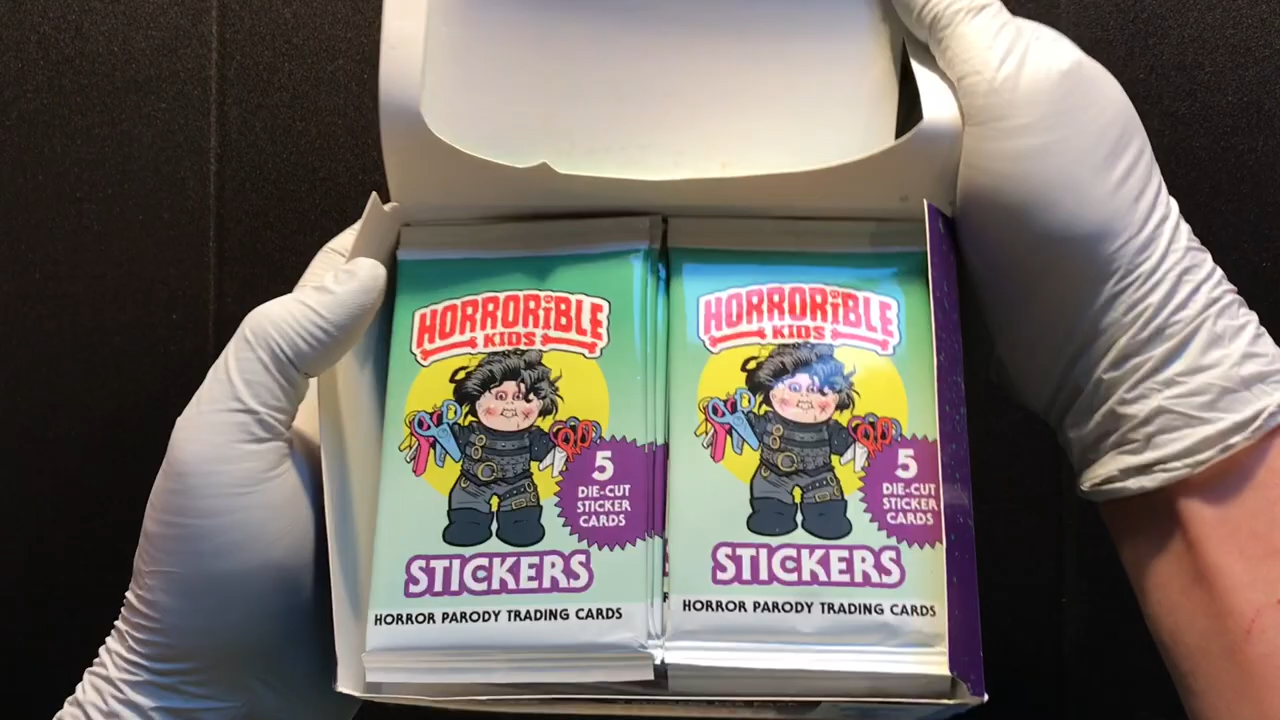 HORRORiBLE
KIDS
5
DIE-CUT
STICKER
CARDS
STICKERS
HORROR PARODY TRADING CARDS
HORRORiBLE
KIDS
5
DIE-CUT
STICKER
CARDS
STICKERS
HORROR PARODY TRADING CARDS